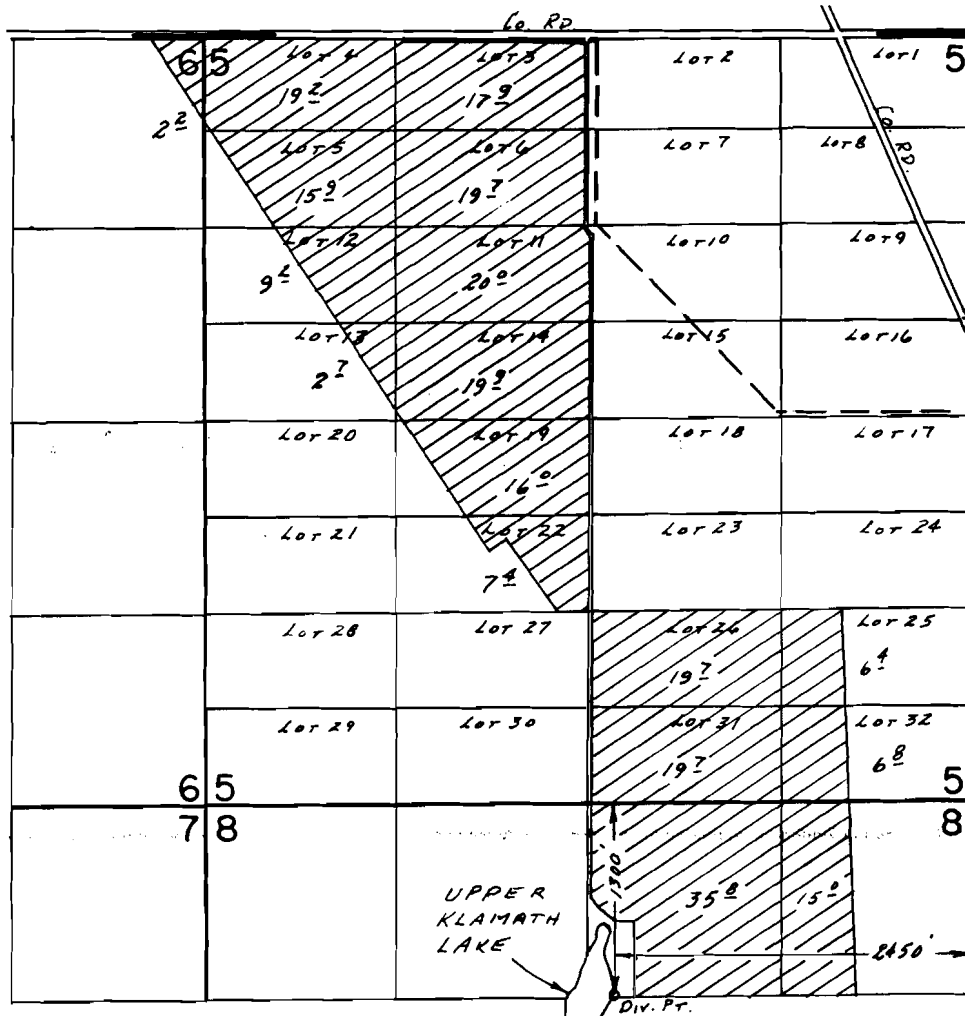 Co. RD.
6 5 LOT 4 LOT 3 LOT 2 LOT 1 5
19 2 17 9
2 2
Co. RD.
LOT 5 LOT 6 LOT 7 LOT 8
15 9 19 7
LOT 12 LOT 11 LOT 10 LOT 9
20 0
LOT 13 LOT 14 LOT 15 LOT 16
2 7 19 9
LOT 20 LOT 19 LOT 18 LOT 17
16 0
LOT 21 LOT 22 LOT 23 LOT 24
7 4
LOT 28 LOT 27 LOT 26 LOT 25
19 7 6 4
LOT 29 LOT 30 LOT 31 LOT 32
19 7 6 8
6 5 5
7 8 8
1300'
35 8 15 0
UPPER
KLAMATH
LAKE
2450'
DIV. PT.